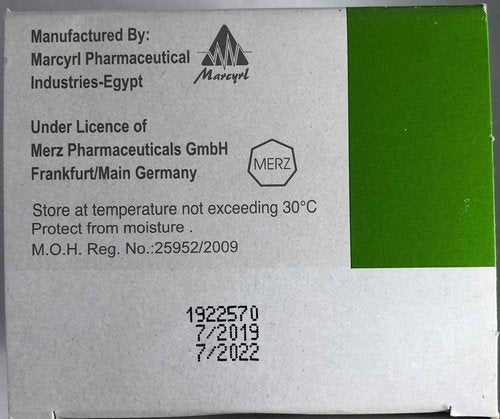 Manufactured By:
Marcyrl Pharmaceutical
Industries-Egypt
Marcyrl
Under Licence of
Merz Pharmaceuticals GmbH
Frankfurt/Main Germany
MERZ
Store at temperature not exceeding 30°C
Protect from moisture .
M.O.H. Reg. No.:25952/2009
1922570
7/2019
7/2022